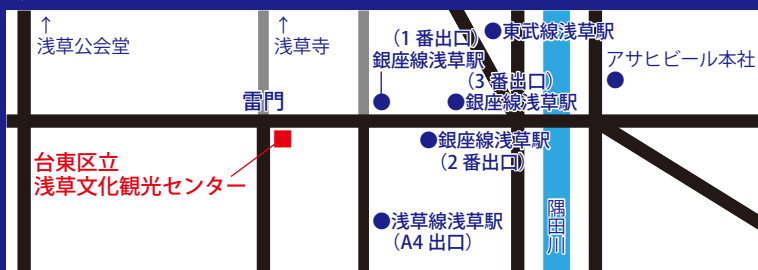 ↑
浅草公会堂
↑
浅草寺
(1 番出口)
銀座線浅草駅
●東武線浅草駅
アサヒビール本社
●
(3 番出口)
●銀座線浅草駅
雷門
●銀座線浅草駅
(2 番出口)
台東区立
浅草文化観光センター
●浅草線浅草駅
(A4 出口)
隅田川